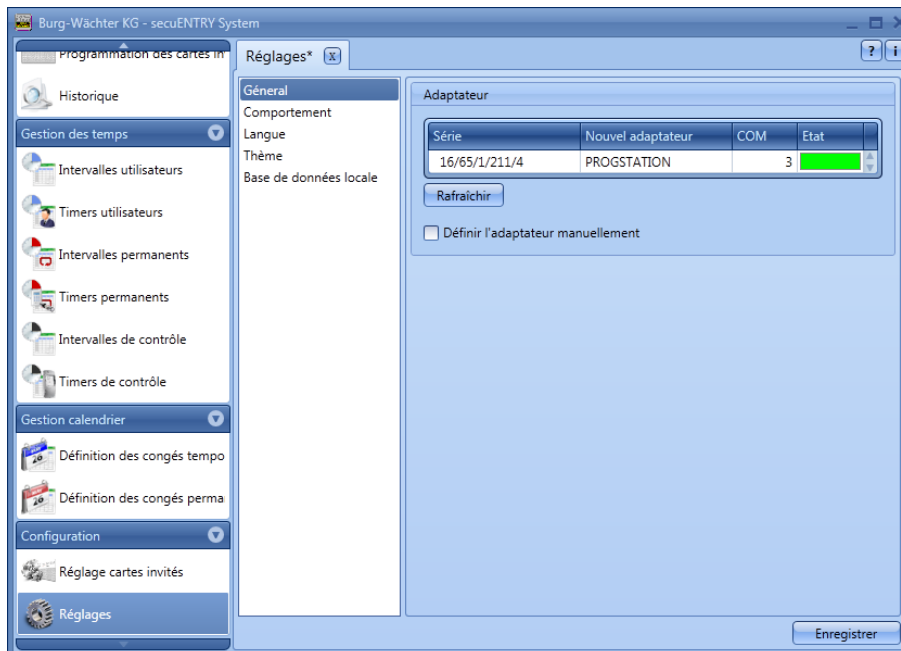 Burg-Wächter KG - secuENTRY System
Programmation des cartes in
Historique
Gestion des temps
Intervalles utilisateurs
Timers utilisateurs
Intervalles permanents
Timers permanents
Intervalles de contrôle
Timers de contrôle
Gestion calendrier
Définition des congés tempo
Définition des congés perma
Configuration
Réglage cartes invités
Réglages
Réglages* x
? i
Géneral
Comportement
Langue
Thème
Base de données locale
Adaptateur
Série Nouvel adaptateur COM Etat
16/65/1/211/4 PROGSTATION 3
Rafraîchir
Définir l'adaptateur manuellement
Enregistrer